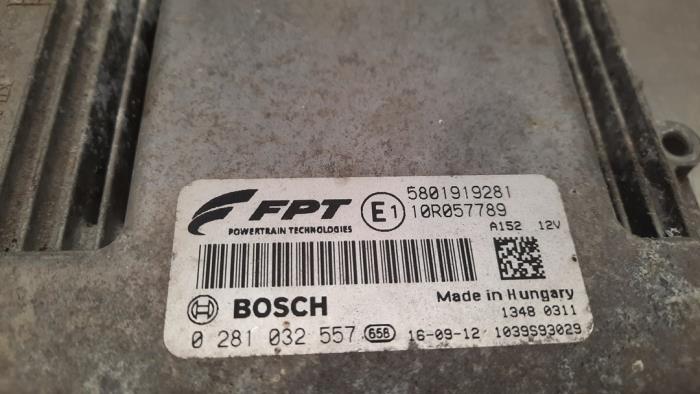 FPT
POWERTRAIN TECHNOLOGIES
E1
5801919281
10R057789
A152 12V
BOSCH
Made in Hungary
1348 0311
0 281 032 557 658 16-09-12 1039S93029